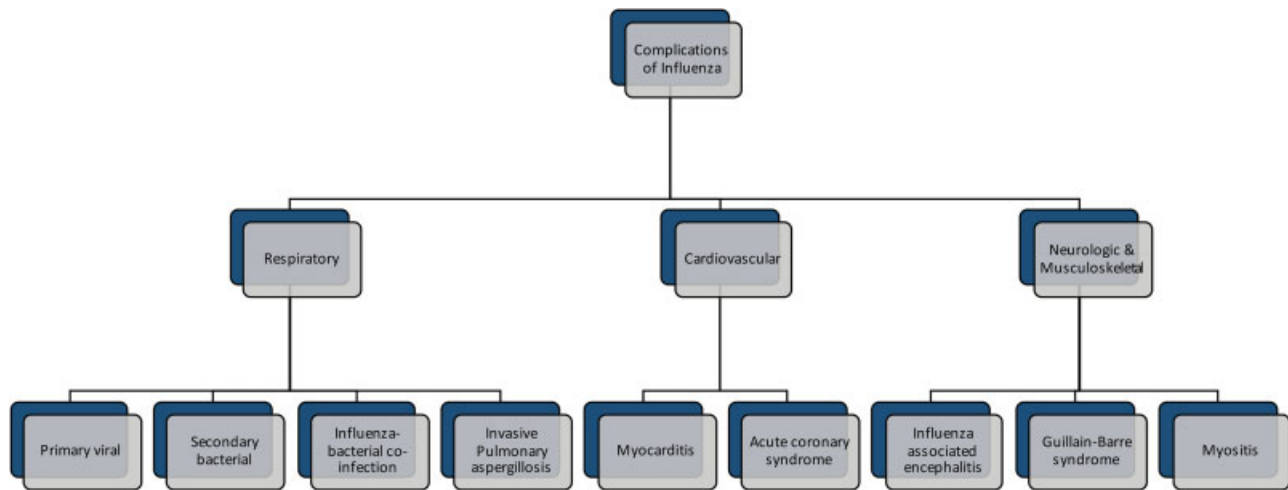 Complications
of Influenza
Respiratory
Cardiovascular
Neurologic &
Musculoskeletal
Primary viral
Secondary
bacterial
Influenza-
bacterial co-
infection
Invasive
Pulmonary
aspergillosis
Myocarditis
Acute coronary
syndrome
Influenza
associated
encephalitis
Guillain-Barre
syndrome
Myositis